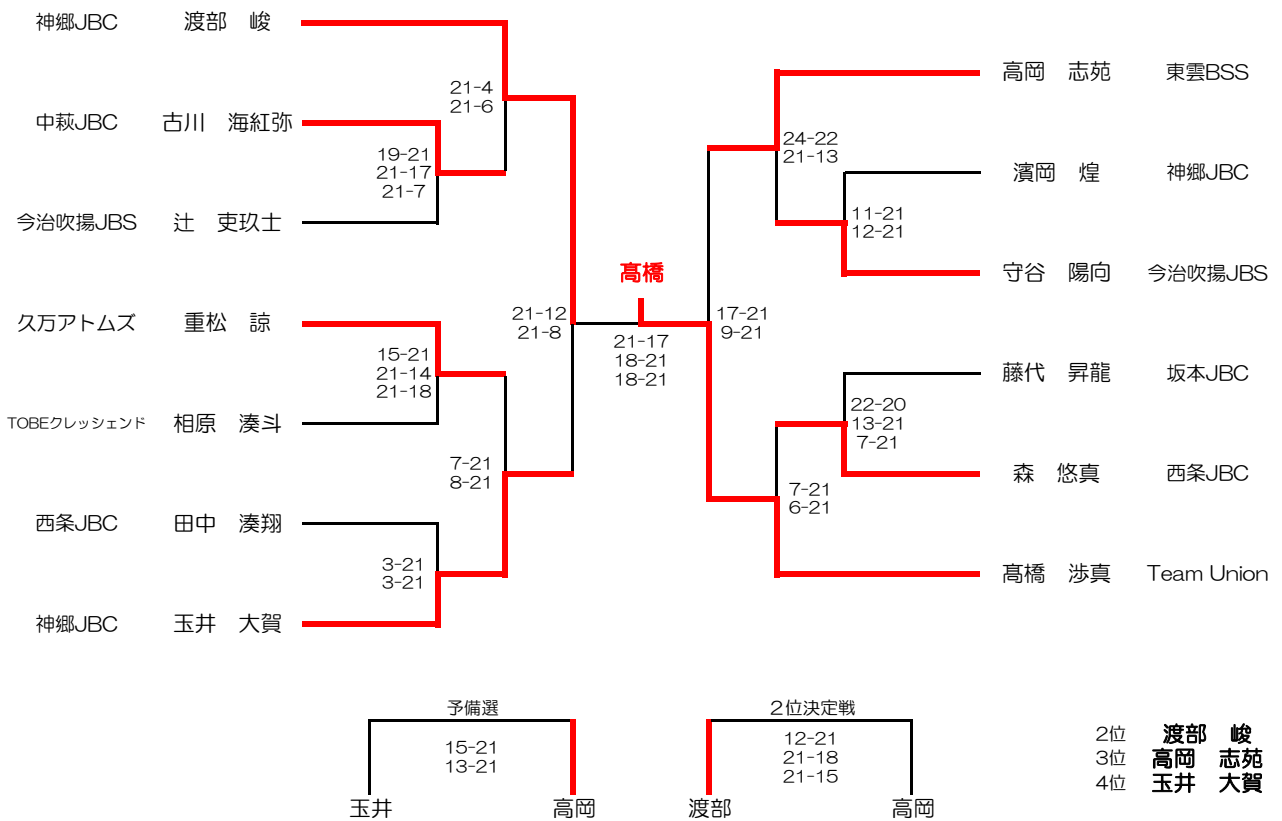 神郷JBC 渡部 峻
21-4
21-6
中萩JBC 古川 海紅弥
19-21
21-17
21-7
今治吹揚JBS 辻 吏玖士
久万アトムズ 重松 諒
15-21
21-14
21-18
TOBEクレッシェンド 相原 湊斗
7-21
8-21
西条JBC 田中 湊翔
3-21
3-21
神郷JBC 玉井 大賀
21-12
21-8
髙橋
21-17
18-21
18-21
高岡 志苑 東雲BSS
24-22
21-13
濱岡 煌 神郷JBC
11-21
12-21
守谷 陽向 今治吹揚JBS
17-21
9-21
藤代 昇龍 坂本JBC
22-20
13-21
7-21
森 悠真 西条JBC
7-21
6-21
髙橋 渉真 Team Union
予備選
15-21
13-21
玉井 高岡
2位決定戦
12-21
21-18
21-15
渡部 高岡
2位 渡部 峻
3位 高岡 志苑
4位 玉井 大賀